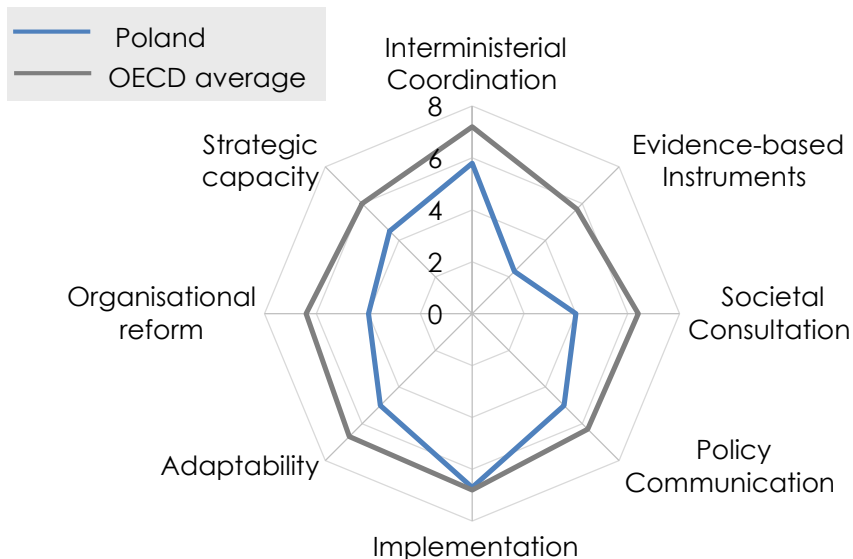 Poland
OECD average
Interministerial
Coordination
8
6
4
2
0
Evidence-based
Instruments
Societal
Consultation
Policy
Communication
Implementation
Adaptability
Organisational
reform
Strategic
capacity